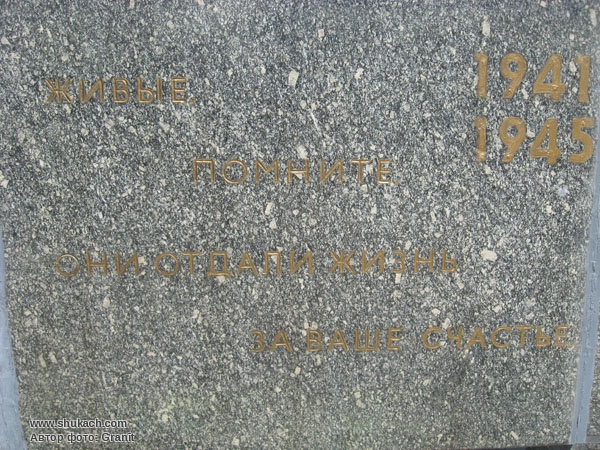 1941
1945
ЖИВЫЕ,
ПОМНИТЕ,
ОНИ ОТДАЛИ ЖИЗНЬ
ЗА ВАШЕ СЧАСТЬЕ.
www.shukach.com
Автор фото: Granit